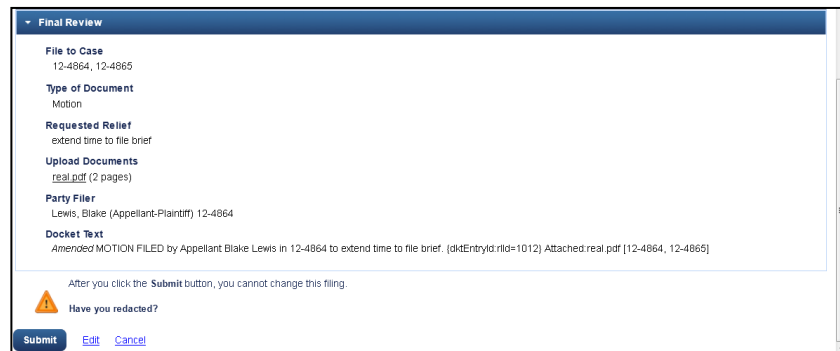 Final Review
File to Case
12-4864, 12-4865
Type of Document
Motion
Requested Relief
extend time to file brief
Upload Documents
real.pdf (2 pages)
Party Filer
Lewis, Blake (Appellant-Plaintiff) 12-4864
Docket Text
Amended MOTION FILED by Appellant Blake Lewis in 12-4864 to extend time to file brief. {dktEntryId:rlId=1012} Attached:real.pdf [12-4864, 12-4865]
After you click the Submit button, you cannot change this filing.
Have you redacted?
Submit Edit Cancel